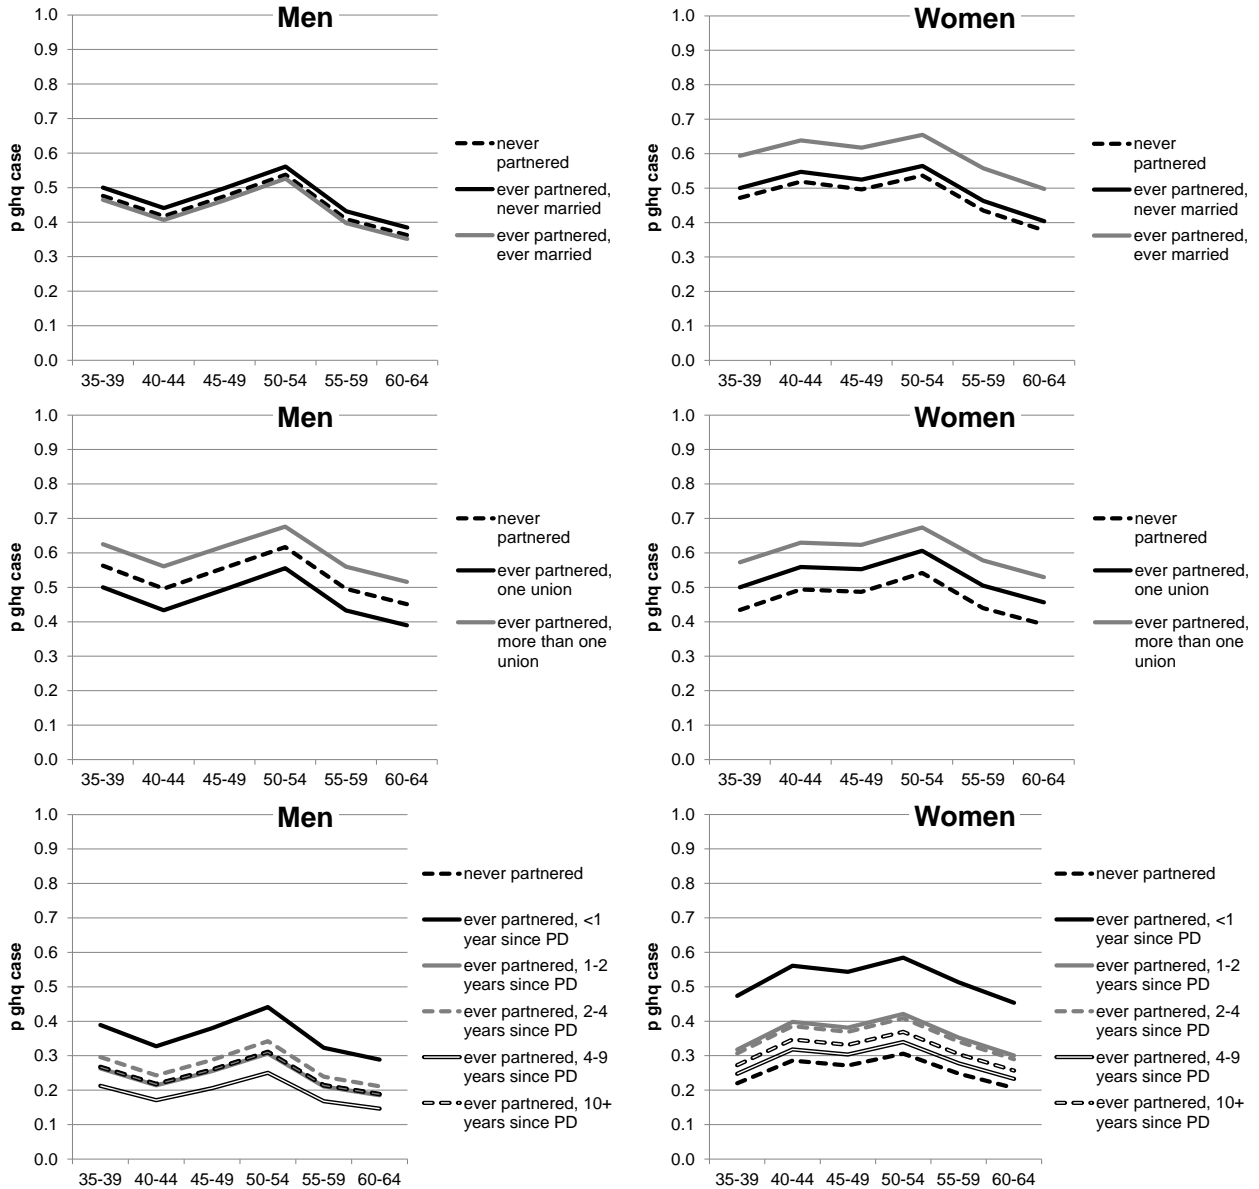 Men
1.0
0.9
0.8
0.7
0.6
0.5
0.4
0.3
0.2
0.1
0.0
p ghq case
35-39 40-44 45-49 50-54 55-59 60-64
never
partnered
ever partnered,
never married
ever partnered,
ever married
Women
1.0
0.9
0.8
0.7
0.6
0.5
0.4
0.3
0.2
0.1
0.0
p ghq case
35-39 40-44 45-49 50-54 55-59 60-64
never
partnered
ever partnered,
never married
ever partnered,
ever married
Men
1.0
0.9
0.8
0.7
0.6
0.5
0.4
0.3
0.2
0.1
0.0
p ghq case
35-39 40-44 45-49 50-54 55-59 60-64
never
partnered
ever partnered,
one union
ever partnered,
more than one
union
Women
1.0
0.9
0.8
0.7
0.6
0.5
0.4
0.3
0.2
0.1
0.0
p ghq case
35-39 40-44 45-49 50-54 55-59 60-64
never
partnered
ever partnered,
one union
ever partnered,
more than one
union
Men
1.0
0.9
0.8
0.7
0.6
0.5
0.4
0.3
0.2
0.1
0.0
p ghq case
35-39 40-44 45-49 50-54 55-59 60-64
never partnered
ever partnered, <1
year since PD
ever partnered, 1-2
years since PD
ever partnered, 2-4
years since PD
ever partnered, 4-9
years since PD
ever partnered, 10+
years since PD
Women
1.0
0.9
0.8
0.7
0.6
0.5
0.4
0.3
0.2
0.1
0.0
p ghq case
35-39 40-44 45-49 50-54 55-59 60-64
never partnered
ever partnered, <1
year since PD
ever partnered, 1-2
years since PD
ever partnered, 2-4
years since PD
ever partnered, 4-9
years since PD
ever partnered, 10+
years since PD